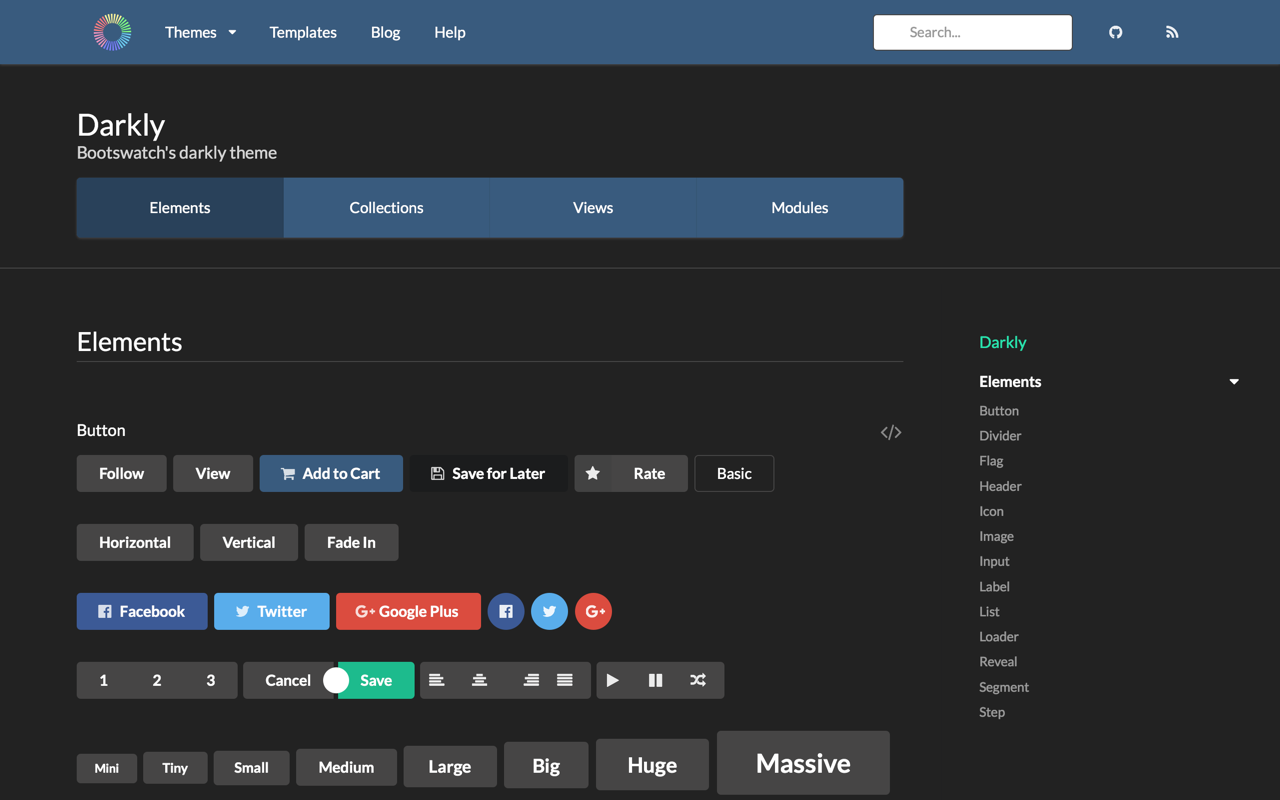 Themes Templates Blog Help Search...
Darkly
Bootswatch's darkly theme
Elements Collections Views Modules
Elements
Button
Follow View Add to Cart Save for Later Rate Basic
Horizontal Vertical Fade In
Facebook Twitter Google Plus
1 2 3 Cancel Save
Mini Tiny Small Medium Large Big Huge Massive
Darkly
Elements
Button
Divider
Flag
Header
Icon
Image
Input
Label
List
Loader
Reveal
Segment
Step